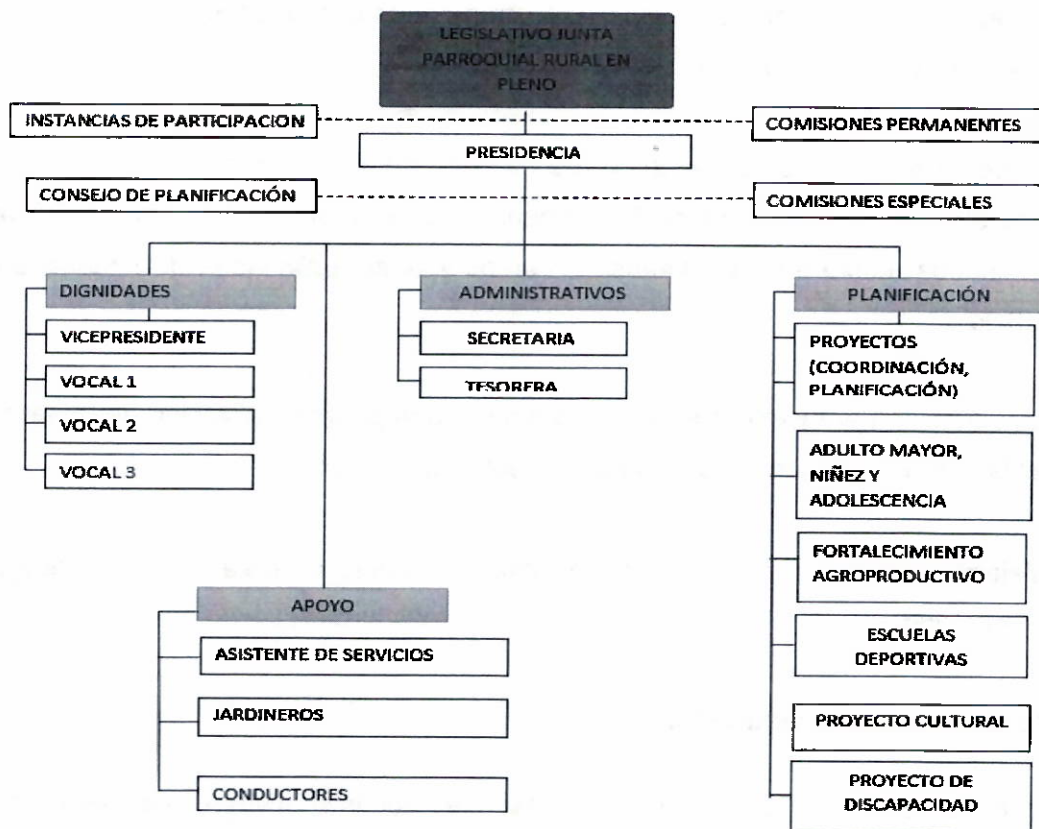 LEGISLATIVO JUNTA
PARROQUIAL RURAL EN
PLENO
INSTANCIAS DE PARTICIPACION
COMISIONES PERMANENTES
PRESIDENCIA
CONSEJO DE PLANIFICACIÓN
COMISIONES ESPECIALES
DIGNIDADES
VICEPRESIDENTE
VOCAL 1
VOCAL 2
VOCAL 3
ADMINISTRATIVOS
SECRETARIA
TESORERA
PLANIFICACIÓN
PROYECTOS
(COORDINACIÓN,
PLANIFICACIÓN)
ADULTO MAYOR,
NIÑEZ Y
ADOLESCENCIA
FORTALECIMIENTO
AGROPRODUCTIVO
ESCUELAS
DEPORTIVAS
PROYECTO CULTURAL
PROYECTO DE
DISCAPACIDAD
APOYO
ASISTENTE DE SERVICIOS
JARDINEROS
CONDUCTORES